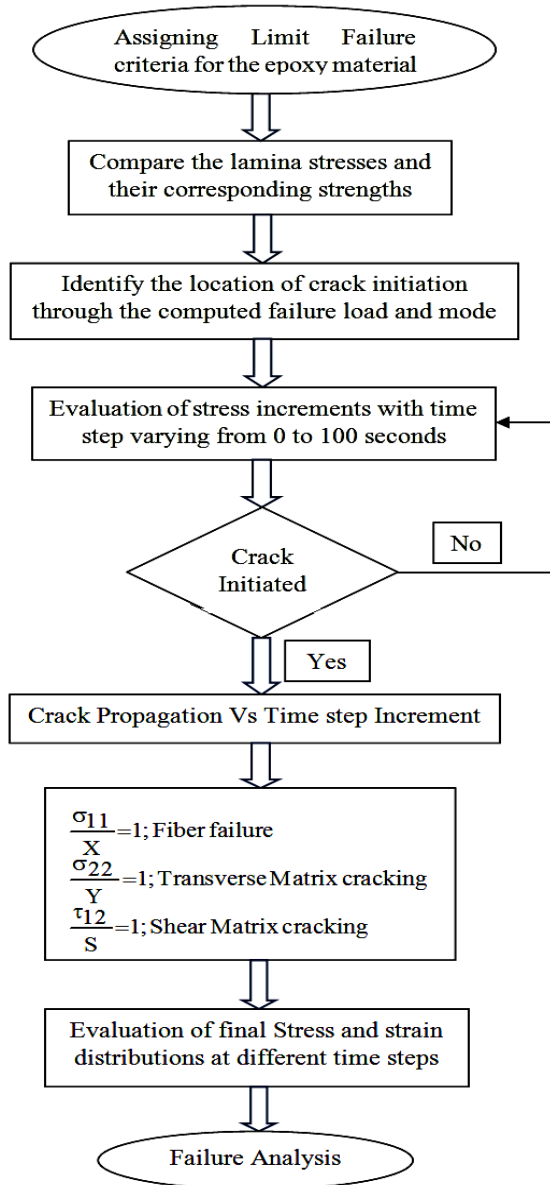 Assigning Limit Failure
criteria for the epoxy material
Compare the lamina stresses and
their corresponding strengths
Identify the location of crack initiation
through the computed failure load and mode
Evaluation of stress increments with time
step varying from 0 to 100 seconds
Crack
Initiated
No
Yes
Crack Propagation Vs Time step Increment
σ11/X=1; Fiber failure
σ22/Y=1; Transverse Matrix cracking
τ12/S=1; Shear Matrix cracking
Evaluation of final Stress and strain
distributions at different time steps
Failure Analysis